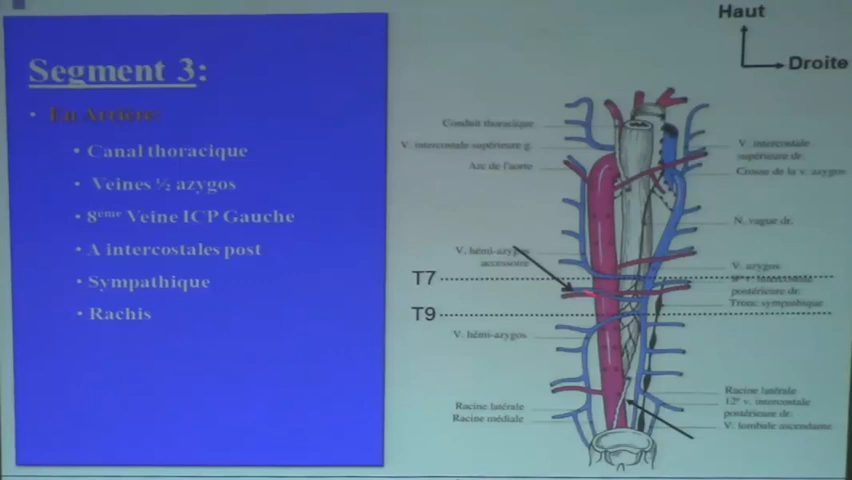 Segment 3:
• En Arrière:
• Canal thoracique
• Veines ½ azygos
• 8ème Veine ICP Gauche
• A intercostales post
• Sympathique
• Rachis
Haut
Droite
Conduit thoracique
V. intercostale supérieure g.
Arc de l'aorte
V. hémi-azygos
accessoire
T7
T9
V. hémi-azygos
Racine latérale
Racine médiale
V. intercostale
supérieure dr.
Crosse de la v. azygos
N. vague dr.
V. azygos
v. intercostale
postérieure dr.
Tronc sympathique
Racine latérale
12e v. intercostale
postérieure dr.
V. lombale ascendante